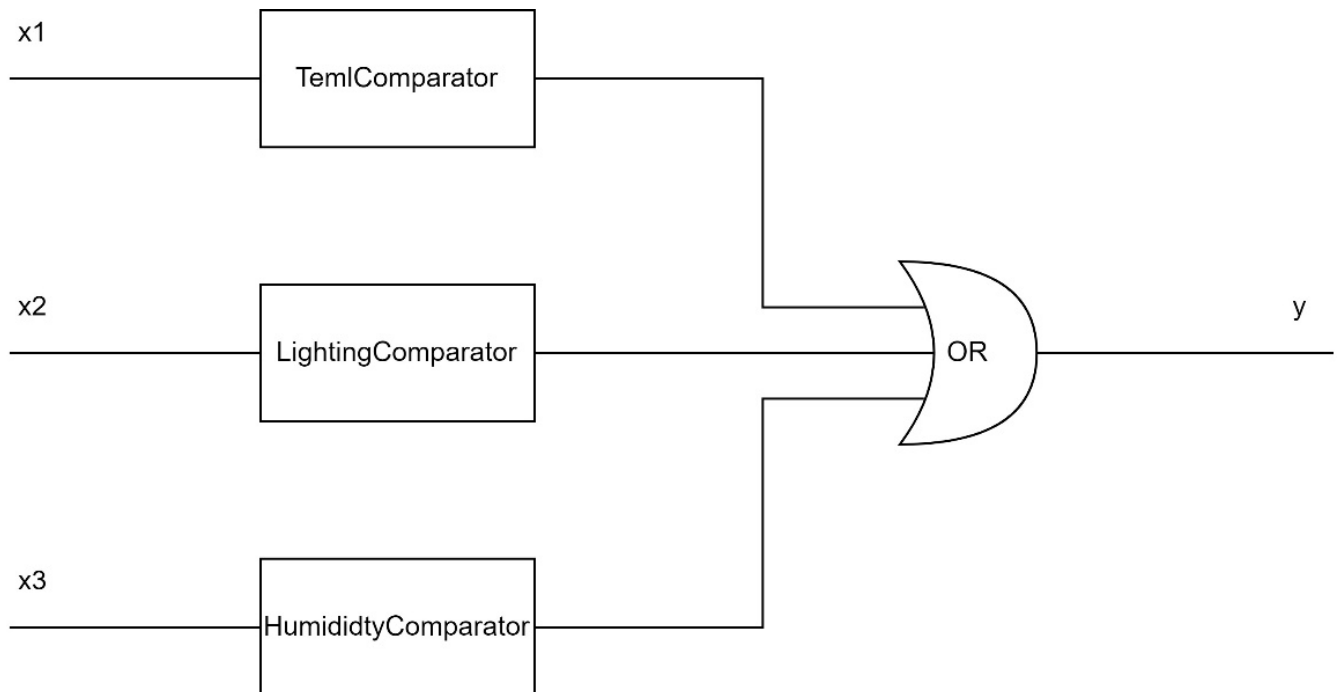 x1
TemlComparator
x2
LightingComparator
OR
y
x3
HumididtyComparator